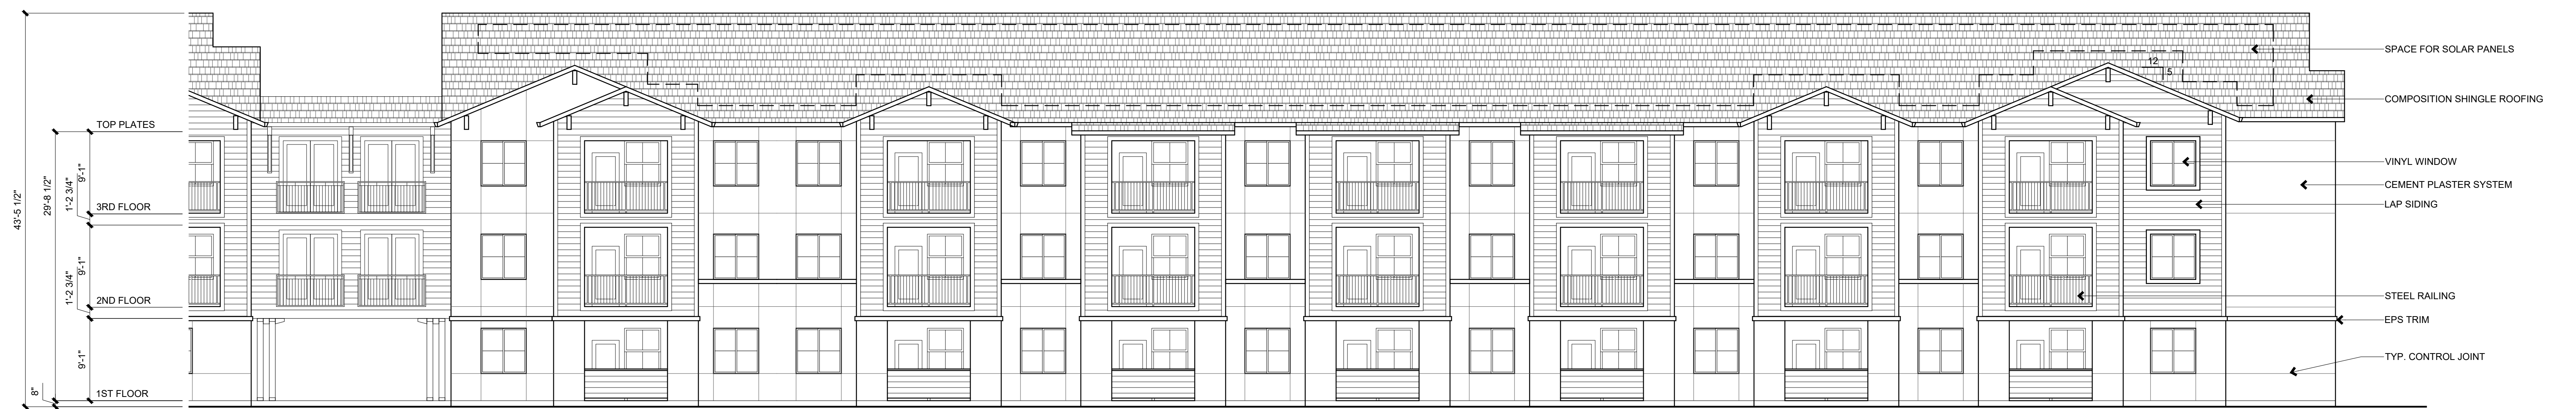 SPACE FOR SOLAR PANELS
12
5
COMPOSITION SHINGLE ROOFING
TOP PLATES
9'-1"
1'-2 3/4"
29'-8 1/2"
43'-5 1/2"
VINYL WINDOW
CEMENT PLASTER SYSTEM
LAP SIDING
3RD FLOOR
9'-1"
1'-2 3/4"
2ND FLOOR
STEEL RAILING
EPS TRIM
9'-1"
TYP. CONTROL JOINT
8"
1ST FLOOR